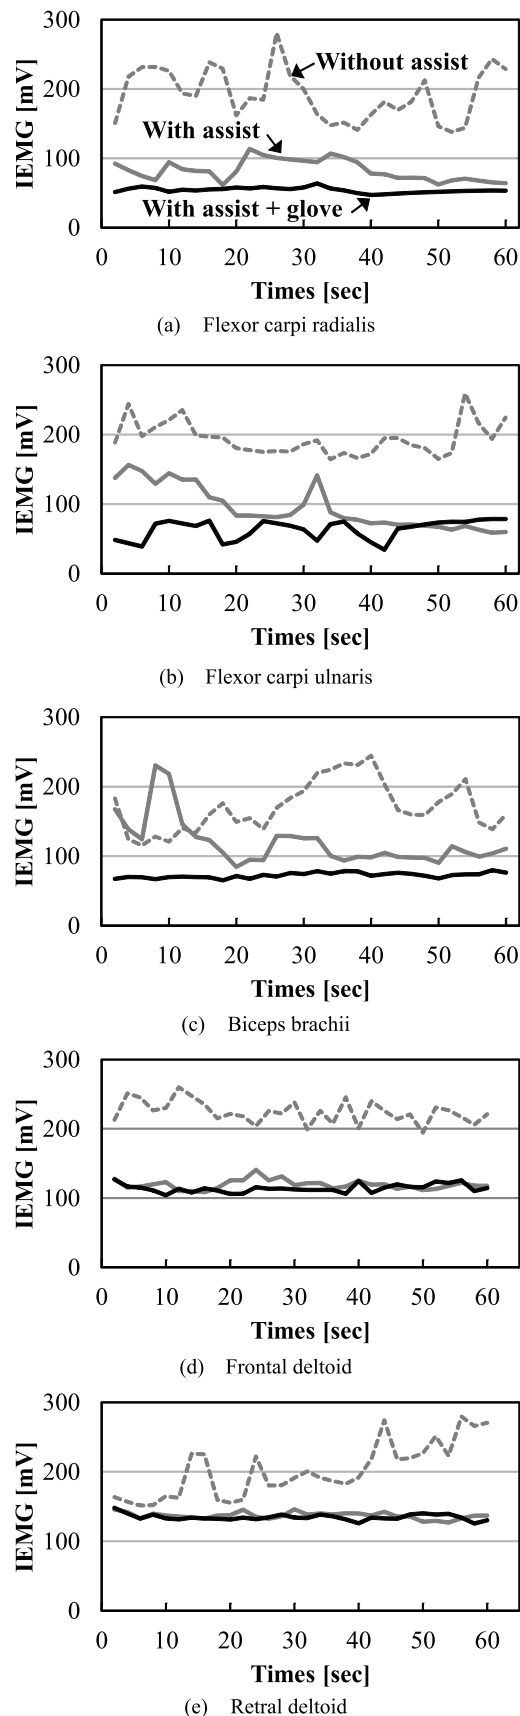 300
200
100
0
IEMG [mV]
Without assist
With assist
With assist + glove
0 10 20 30 40 50 60
Times [sec]
(a) Flexor carpi radialis
300
200
100
0
IEMG [mV]
0 10 20 30 40 50 60
Times [sec]
(b) Flexor carpi ulnaris
300
200
100
0
IEMG [mV]
0 10 20 30 40 50 60
Times [sec]
(c) Biceps brachii
300
200
100
0
IEMG [mV]
0 10 20 30 40 50 60
Times [sec]
(d) Frontal deltoid
300
200
100
0
IEMG [mV]
0 10 20 30 40 50 60
Times [sec]
(e) Retral deltoid